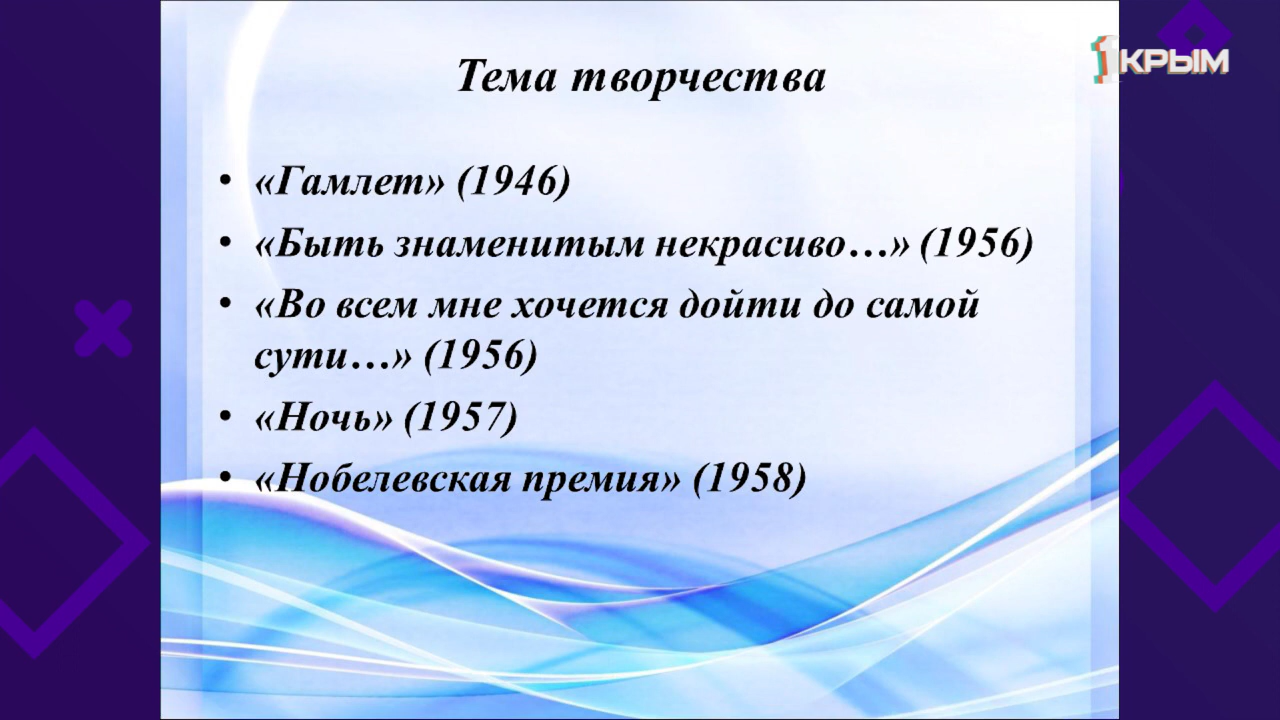 Тема творчества
1КРЫМ
• «Гамлет» (1946)
• «Быть знаменитым некрасиво…» (1956)
• «Во всем мне хочется дойти до самой
сути…» (1956)
• «Ночь» (1957)
• «Нобелевская премия» (1958)